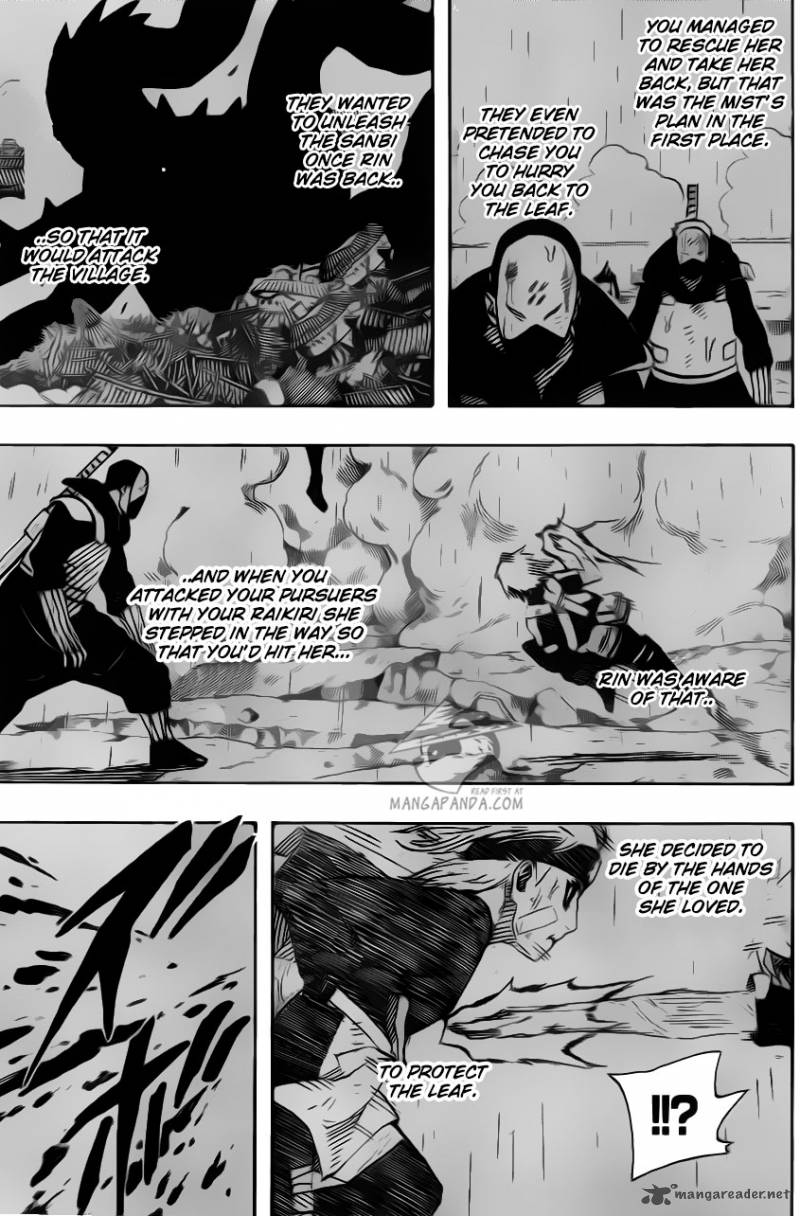 YOU MANAGED
TO RESCUE HER
AND TAKE HER
BACK, BUT THAT
WAS THE MIST'S
PLAN IN THE
FIRST PLACE.
THEY EVEN
PRETENDED TO
CHASE YOU
TO HURRY
YOU BACK TO
THE LEAF.
THEY WANTED
TO UNLEASH
THE SANBI
ONCE RIN
WAS BACK..
..SO THAT IT
WOULD ATTACK
THE VILLAGE.
RIN WAS AWARE
OF THAT..
..AND WHEN YOU
ATTACKED YOUR PURSUERS
WITH YOUR RAIKIRI SHE
STEPPED IN THE WAY SO
THAT YOU'D HIT HER...
READ FIRST AT
MANGAPANDA.COM
SHE DECIDED TO
DIE BY THE HANDS
OF THE ONE
SHE LOVED.
TO PROTECT
THE LEAF.
!!?
mangareader.net